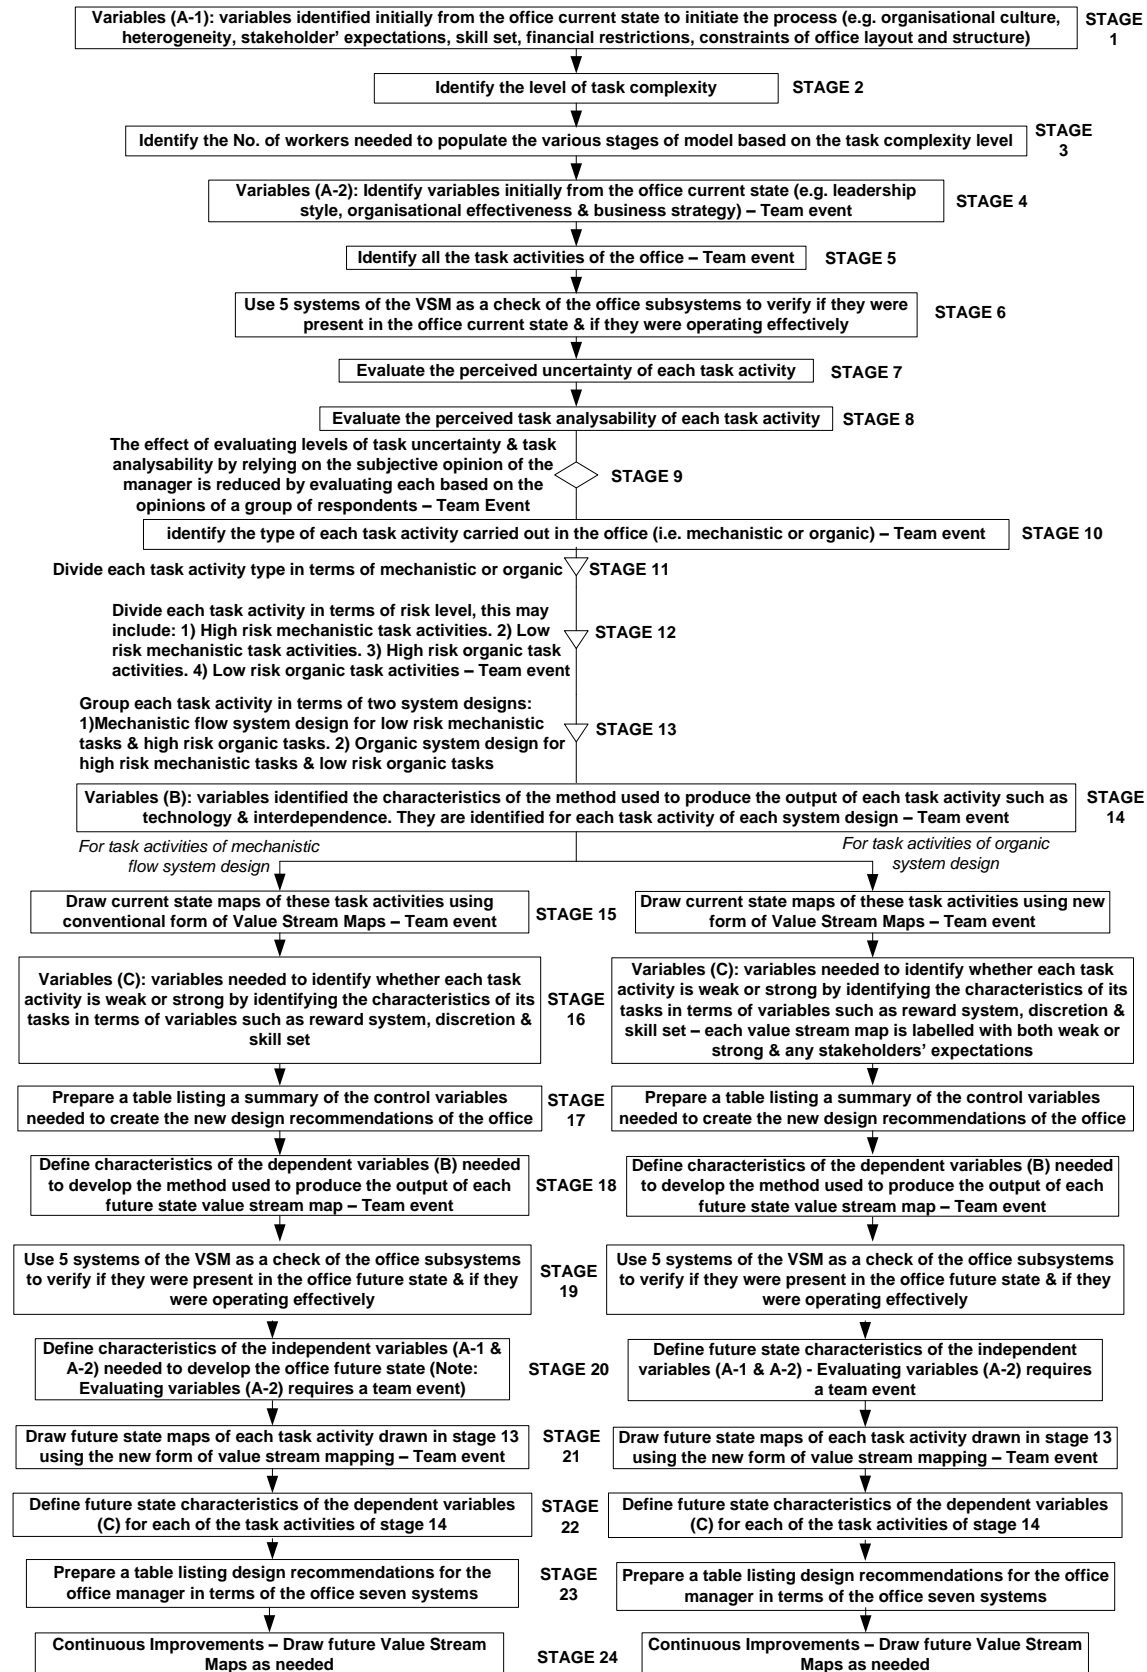 Variables (A-1): variables identified initially from the office current state to initiate the process (e.g. organisational culture,
heterogeneity, stakeholder' expectations, skill set, financial restrictions, constraints of office layout and structure)
STAGE
1
Identify the level of task complexity
STAGE 2
Identify the No. of workers needed to populate the various stages of model based on the task complexity level
STAGE
3
Variables (A-2): Identify variables initially from the office current state (e.g. leadership
style, organisational effectiveness & business strategy) – Team event
STAGE 4
Identify all the task activities of the office – Team event
STAGE 5
Use 5 systems of the VSM as a check of the office subsystems to verify if they were
present in the office current state & if they were operating effectively
STAGE 6
Evaluate the perceived uncertainty of each task activity
STAGE 7
Evaluate the perceived task analysability of each task activity
STAGE 8
The effect of evaluating levels of task uncertainty & task
analysability by relying on the subjective opinion of the
manager is reduced by evaluating each based on the
opinions of a group of respondents – Team Event
STAGE 9
identify the type of each task activity carried out in the office (i.e. mechanistic or organic) – Team event
STAGE 10
Divide each task activity type in terms of mechanistic or organic
STAGE 11
Divide each task activity in terms of risk level, this may
include: 1) High risk mechanistic task activities. 2) Low
risk mechanistic task activities. 3) High risk organic task
activities. 4) Low risk organic task activities – Team event
STAGE 12
Group each task activity in terms of two system designs:
1)Mechanistic flow system design for low risk mechanistic
tasks & high risk organic tasks. 2) Organic system design for
high risk mechanistic tasks & low risk organic tasks
STAGE 13
Variables (B): variables identified the characteristics of the method used to produce the output of each task activity such as
technology & interdependence. They are identified for each task activity of each system design – Team event
STAGE
14
For task activities of mechanistic
flow system design
For task activities of organic
system design
Draw current state maps of these task activities using
conventional form of Value Stream Maps – Team event
STAGE 15
Draw current state maps of these task activities using new
form of Value Stream Maps – Team event
Variables (C): variables needed to identify whether each task
activity is weak or strong by identifying the characteristics of its
tasks in terms of variables such as reward system, discretion &
skill set
STAGE
16
Variables (C): variables needed to identify whether each task
activity is weak or strong by identifying the characteristics of its
tasks in terms of variables such as reward system, discretion &
skill set – each value stream map is labelled with both weak or
strong & any stakeholders' expectations
Prepare a table listing a summary of the control variables
needed to create the new design recommendations of the office
STAGE
17
Prepare a table listing a summary of the control variables
needed to create the new design recommendations of the office
Define characteristics of the dependent variables (B) needed
to develop the method used to produce the output of each
future state value stream map – Team event
STAGE 18
Define characteristics of the dependent variables (B) needed
to develop the method used to produce the output of each
future state value stream map – Team event
Use 5 systems of the VSM as a check of the office subsystems
to verify if they were present in the office future state & if they
were operating effectively
STAGE
19
Use 5 systems of the VSM as a check of the office subsystems
to verify if they were present in the office future state & if they
were operating effectively
Define characteristics of the independent variables (A-1 &
A-2) needed to develop the office future state (Note:
Evaluating variables (A-2) requires a team event)
STAGE 20
Define future state characteristics of the independent
variables (A-1 & A-2) - Evaluating variables (A-2) requires
a team event
Draw future state maps of each task activity drawn in stage 13
using the new form of value stream mapping – Team event
STAGE
21
Draw future state maps of each task activity drawn in stage 13
using the new form of value stream mapping – Team event
Define future state characteristics of the dependent variables
(C) for each of the task activities of stage 14
STAGE
22
Define future state characteristics of the dependent variables
(C) for each of the task activities of stage 14
Prepare a table listing design recommendations for the
office manager in terms of the office seven systems
STAGE
23
Prepare a table listing design recommendations for the office
manager in terms of the office seven systems
Continuous Improvements – Draw future Value Stream
Maps as needed
STAGE 24
Continuous Improvements – Draw future Value Stream
Maps as needed